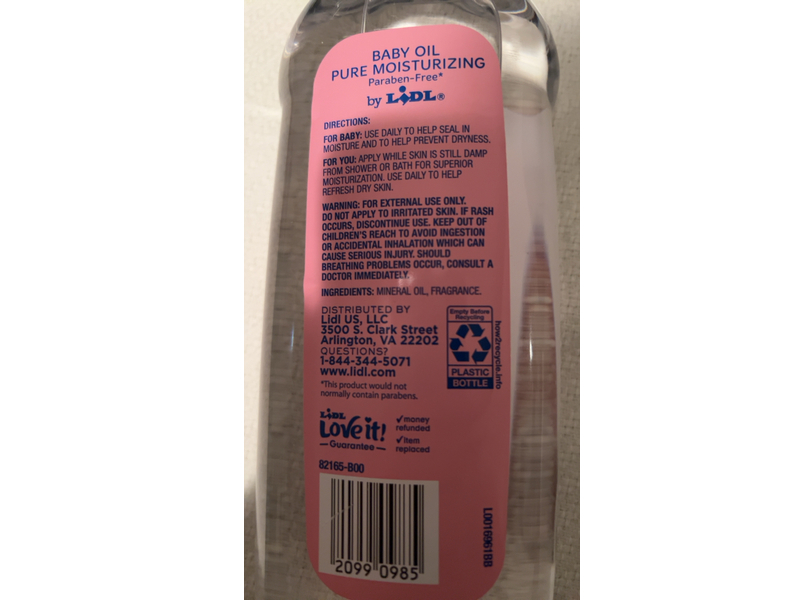 BABY OIL
PURE MOISTURIZING
Paraben-Free*
by LiDL®
DIRECTIONS:
FOR BABY: USE DAILY TO HELP SEAL IN
MOISTURE AND TO HELP PREVENT DRYNESS.
FOR YOU: APPLY WHILE SKIN IS STILL DAMP
FROM SHOWER OR BATH FOR SUPERIOR
MOISTURIZATION. USE DAILY TO HELP
REFRESH DRY SKIN.
WARNING: FOR EXTERNAL USE ONLY.
DO NOT APPLY TO IRRITATED SKIN. IF RASH
OCCURS, DISCONTINUE USE. KEEP OUT OF
CHILDREN'S REACH TO AVOID INGESTION
OR ACCIDENTAL INHALATION WHICH CAN
CAUSE SERIOUS INJURY. SHOULD
BREATHING PROBLEMS OCCUR, CONSULT A
DOCTOR IMMEDIATELY.
INGREDIENTS: MINERAL OIL, FRAGRANCE.
DISTRIBUTED BY
Lidl US, LLC
3500 S. Clark Street
Arlington, VA 22202
QUESTIONS?
1-844-344-5071
www.lidl.com
*This product would not
normally contain parabens.
Empty Before
Recycling
PLASTIC
BOTTLE
how2recycle.info
LiDL
Love it!
Guarantee
✓money
refunded
✓item
replaced
82165-B00
2099 0985
L0016961BB